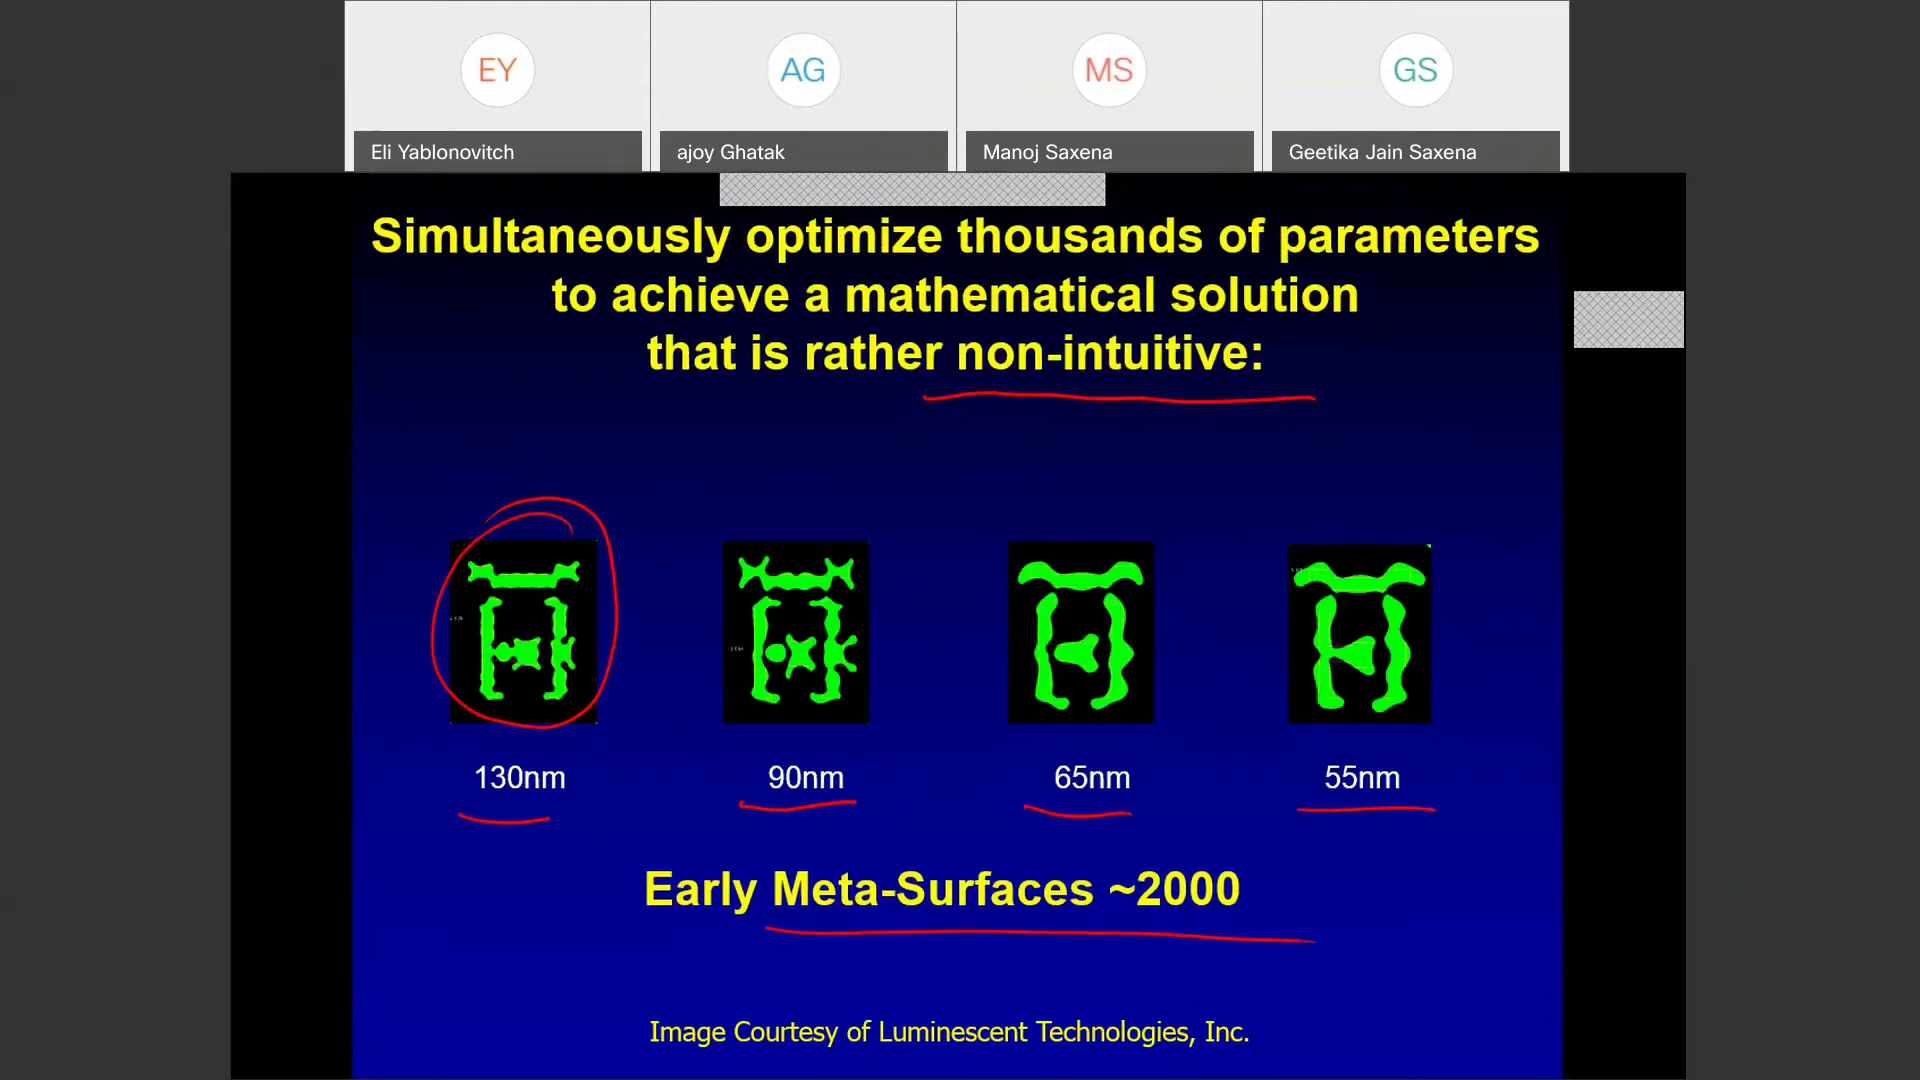 EY
AG
MS
GS
Eli Yablonovitch
ajoy Ghatak
Manoj Saxena
Geetika Jain Saxena
Simultaneously optimize thousands of parameters
to achieve a mathematical solution
that is rather non-intuitive:
130nm
90nm
65nm
55nm
Early Meta-Surfaces ~2000
Image Courtesy of Luminescent Technologies, Inc.